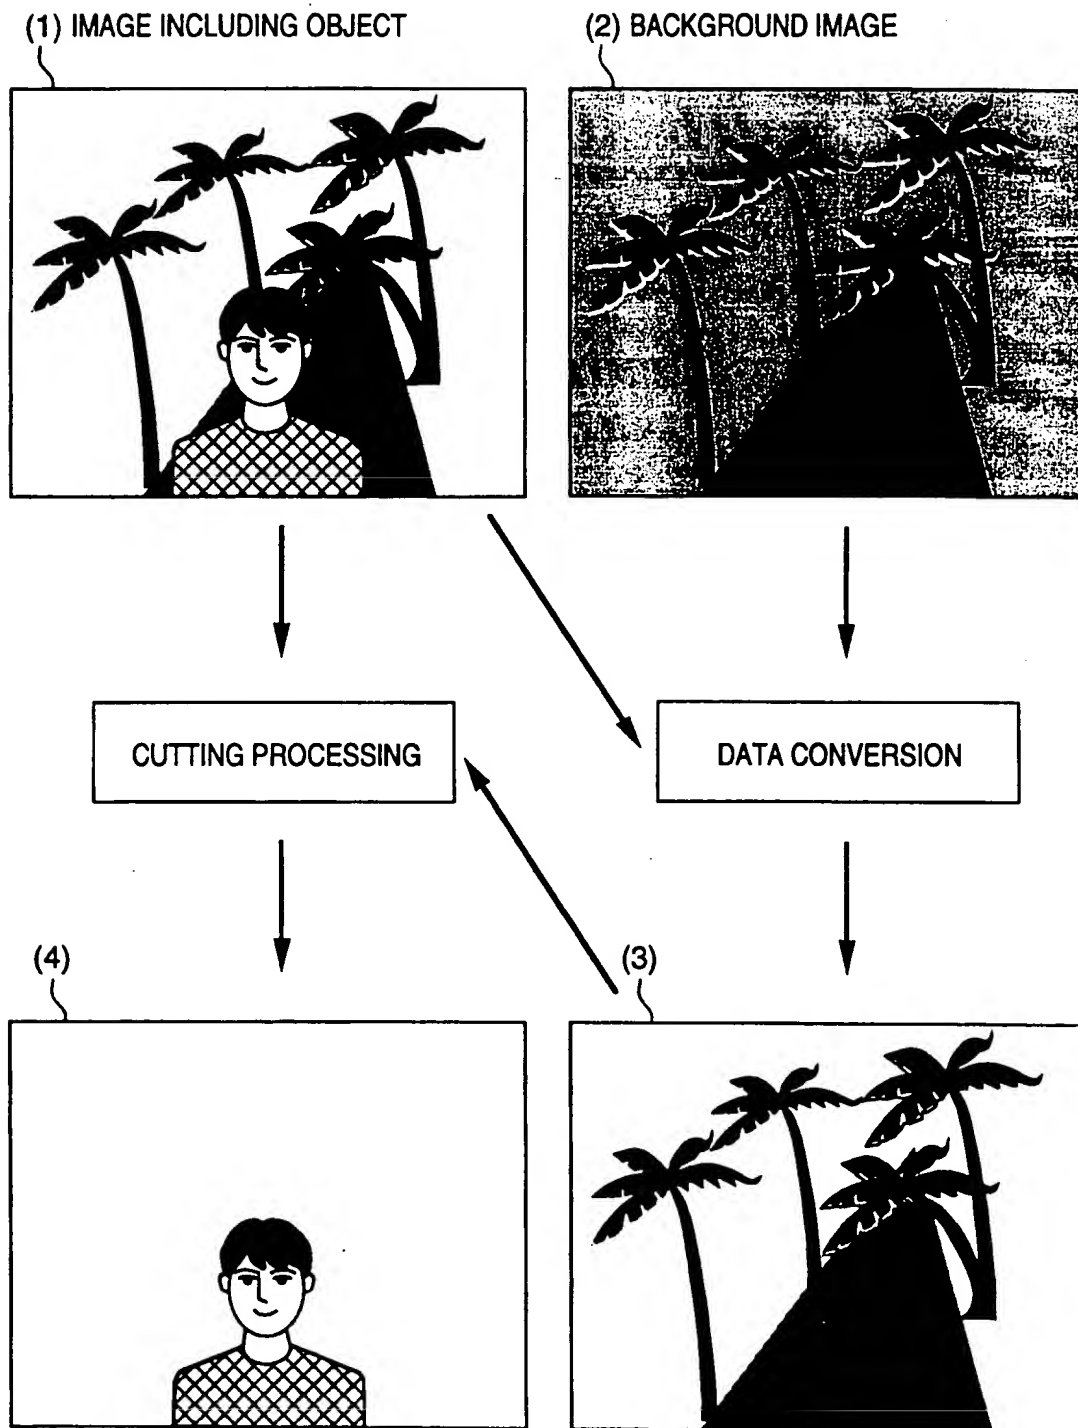 (1) IMAGE INCLUDING OBJECT
(2) BACKGROUND IMAGE
CUTTING PROCESSING
DATA CONVERSION
(4)
(3)